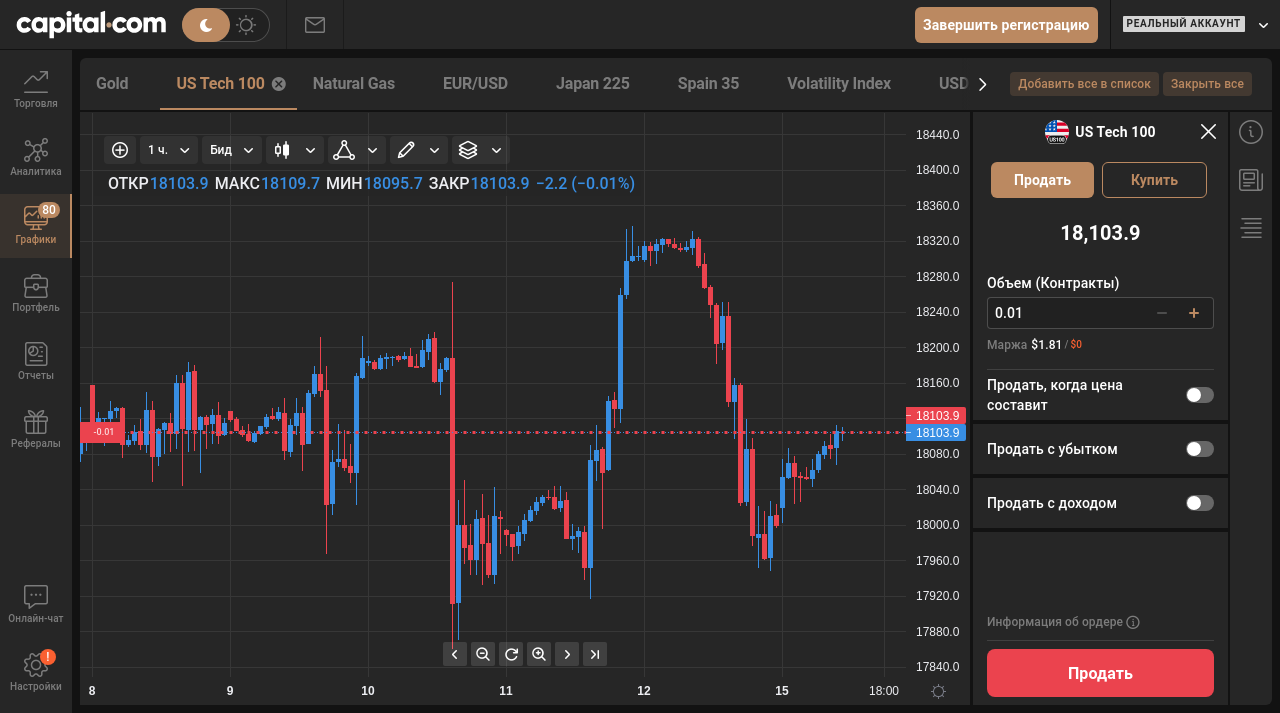 capital.com
Завершить регистрацию
РЕАЛЬНЫЙ АККАУНТ
Торговля
Аналитика
80
Графики
Портфель
Отчеты
Рефералы
Онлайн-чат
!
Настройки
Gold US Tech 100 Natural Gas EUR/USD Japan 225 Spain 35 Volatility Index USD
Добавить все в список Закрыть все
1 ч. Бид
ОТКР18103.9 МАКС18109.7 МИН18095.7 ЗАКР18103.9 −2.2 (−0.01%)
-0.01
18440.0
18400.0
18360.0
18320.0
18280.0
18240.0
18200.0
18160.0
18103.9
18103.9
18080.0
18040.0
18000.0
17960.0
17920.0
17880.0
17840.0
8 9 10 11 12 15 18:00
US100
US Tech 100
Продать Купить
18,103.9
Объем (Контракты)
0.01
Маржа $1.81 / $0
Продать, когда цена
составит
Продать с убытком
Продать с доходом
Информация об ордере
Продать